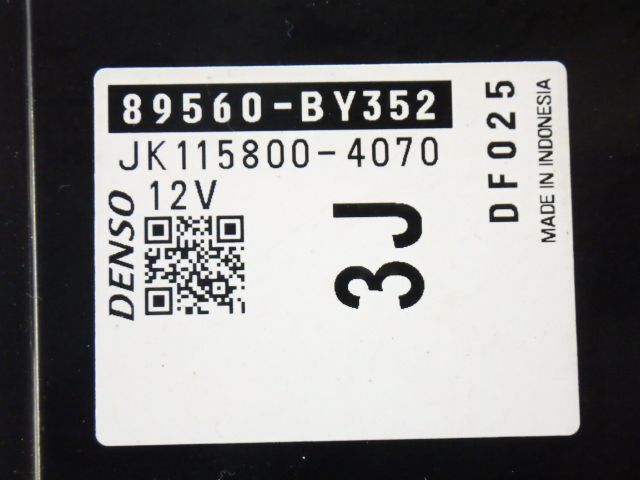 89560-BY352
JK115800-4070
12V
DENSO
3J
DF025
MADE IN INDONESIA